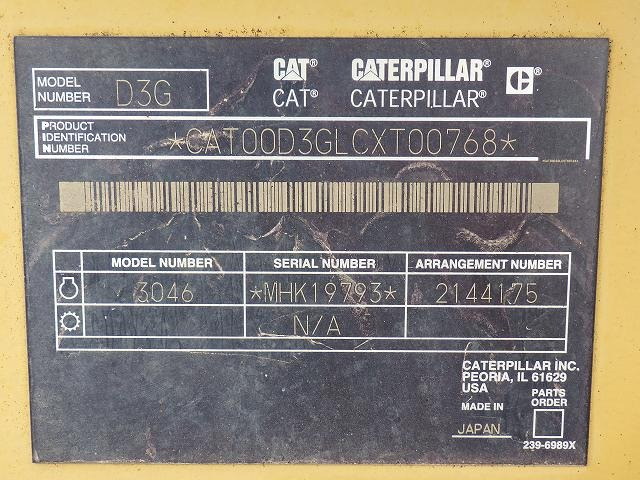 CAT® CATERPILLAR® C®
CAT® CATERPILLAR®
MODEL NUMBER D3G
PRODUCT IDENTIFICATION NUMBER *CAT00D3GLCXT00768*
MODEL NUMBER SERIAL NUMBER ARRANGEMENT NUMBER
3046 *MHK19793* 2144175
N/A
CATERPILLAR INC.
PEORIA, IL 61629
USA
PARTS
ORDER
MADE IN
JAPAN
239-6989X